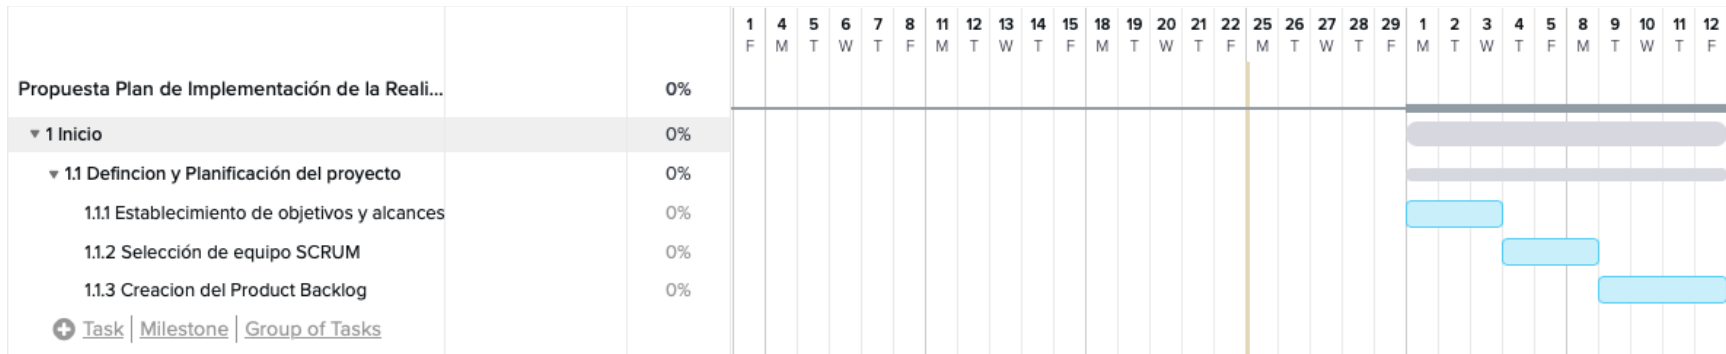 1 4 5 6 7 8 11 12 13 14 15 18 19 20 21 22 25 26 27 28 29 1 2 3 4 5 8 9 10 11 12
F M T W T F M T W T F M T W T F M T W T F M T W T F M T W T F
Propuesta Plan de Implementación de la Reali... 0%
1 Inicio 0%
1.1 Defincion y Planificación del proyecto 0%
1.1.1 Establecimiento de objetivos y alcances 0%
1.1.2 Selección de equipo SCRUM 0%
1.1.3 Creacion del Product Backlog 0%
Task | Milestone | Group of Tasks